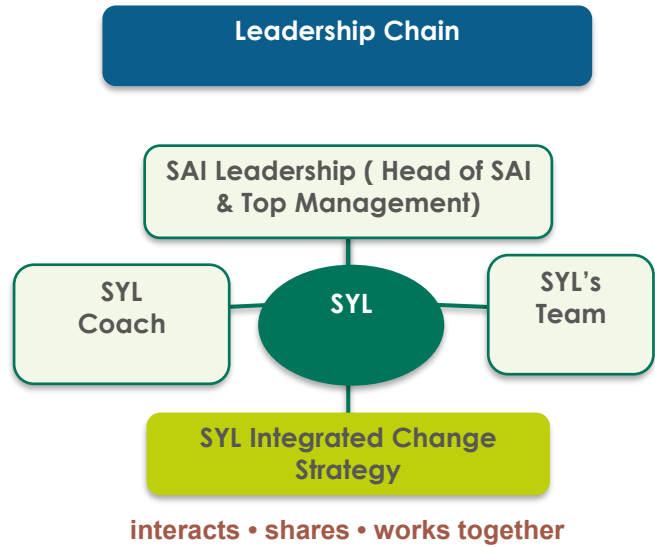 Leadership Chain
SAI Leadership ( Head of SAI
& Top Management)
SYL
Coach
SYL
SYL's
Team
SYL Integrated Change
Strategy
interacts • shares • works together